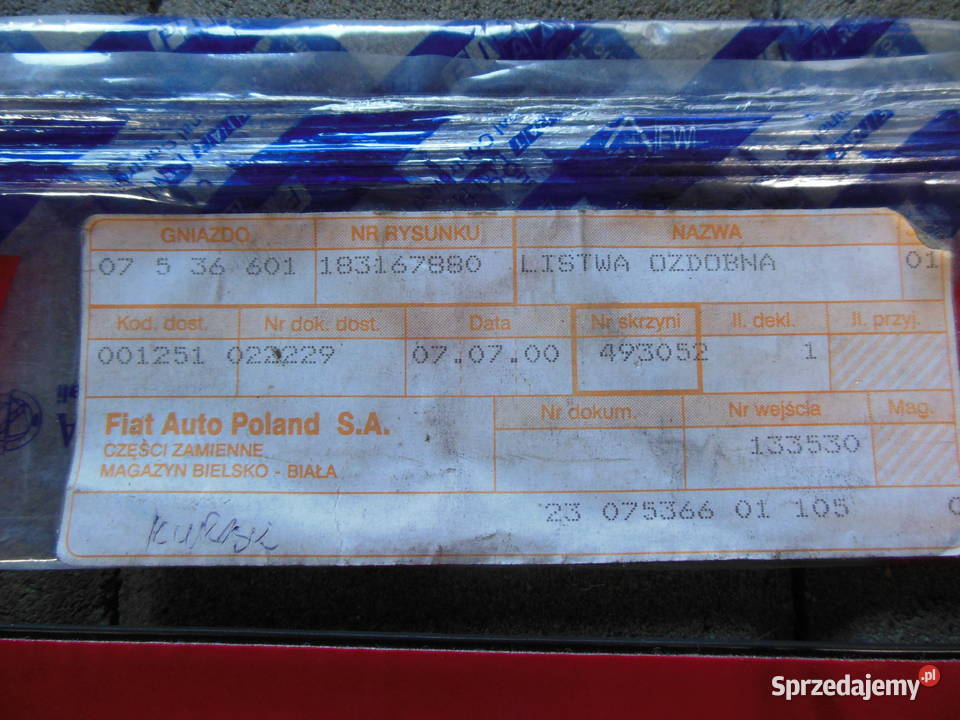 GNIAZDO NR RYSUNKU NAZWA
07 5 36 601 183167880 LISTWA OZDOBNA 01
Kod. dost. Nr dok. dost. Data Nr skrzyni Il. dekl. Il. przyj.
001251 022229 07.07.00 493052 1
Fiat Auto Poland S.A. Nr dokum. Nr wejścia Mag.
CZĘŚCI ZAMIENNE 133530
MAGAZYN BIELSKO - BIAŁA
23 075366 01 105
Sprzedajemy.pl